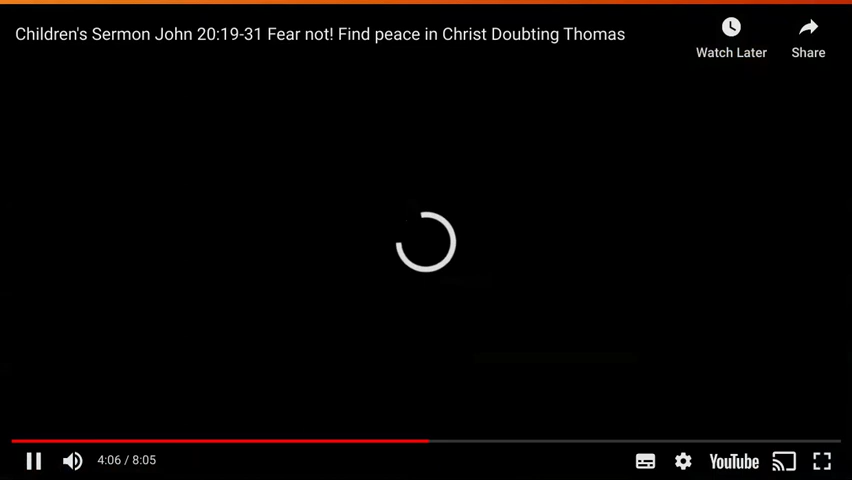 Children's Sermon John 20:19-31 Fear not! Find peace in Christ Doubting Thomas
Watch Later
Share
4:06 / 8:05
YouTube